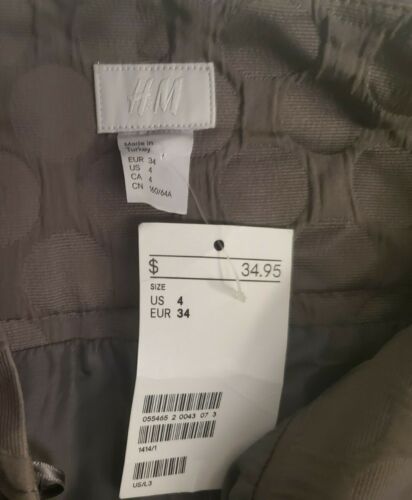 H&M
Made in
Turkey
EUR 34
US 4
CA 4
CN 160/64A
$ 34.95
SIZE
US 4
EUR 34
055465 2 0043 07 3
1414/1
US/L3